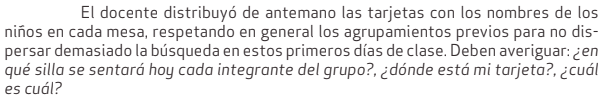 El docente distribuyó de antemano las tarjetas con los nombres de los
niños en cada mesa, respetando en general los agrupamientos previos para no dis-
persar demasiado la búsqueda en estos primeros días de clase. Deben averiguar: ¿en
qué silla se sentará hoy cada integrante del grupo?, ¿dónde está mi tarjeta?, ¿cuál
es cuál?